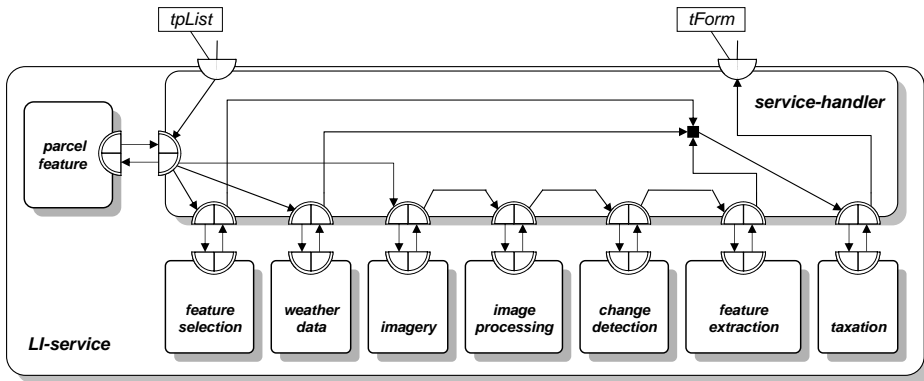 tpList
tForm
service-handler
parcel
feature
feature
selection
weather
data
imagery
image
processing
change
detection
feature
extraction
taxation
LI-service